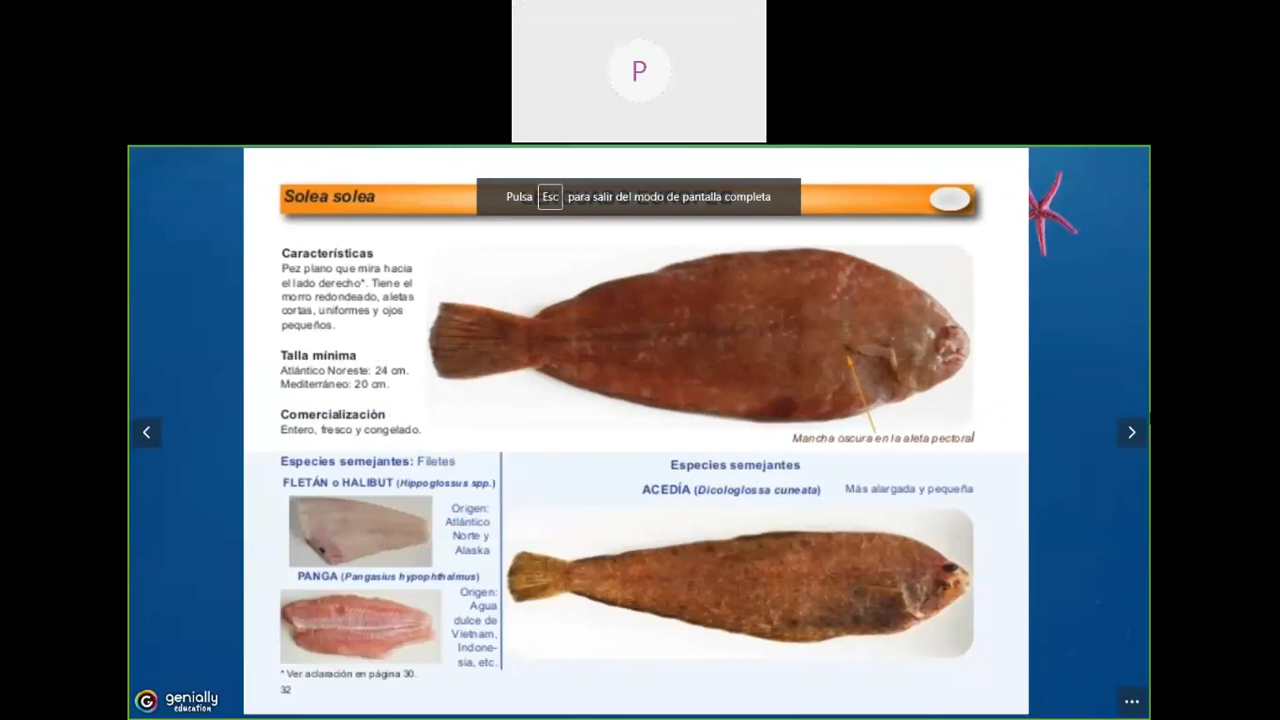 P
Solea solea
Pulsa Esc para salir del modo de pantalla completa
Características
Pez plano que mira hacia
el lado derecho*. Tiene el
morro redondeado, aletas
cortas, uniformes y ojos
pequeños.
Talla mínima
Atlántico Noreste: 24 cm.
Mediterráneo: 20 cm.
Comercialización
Entero, fresco y congelado.
Mancha oscura en la aleta pectoral
Especies semejantes: Filetes
FLETÁN o HALIBUT (Hippoglossus spp.)
Origen:
Atlántico
Norte y
Alaska
PANGA (Pangasius hypophthalmus)
Origen:
Agua
dulce de
Vietnam,
Indone-
sia, etc.
* Ver aclaración en página 30.
32
Especies semejantes
ACEDÍA (Dicologlossa cuneata) Más alargada y pequeña
genially
education